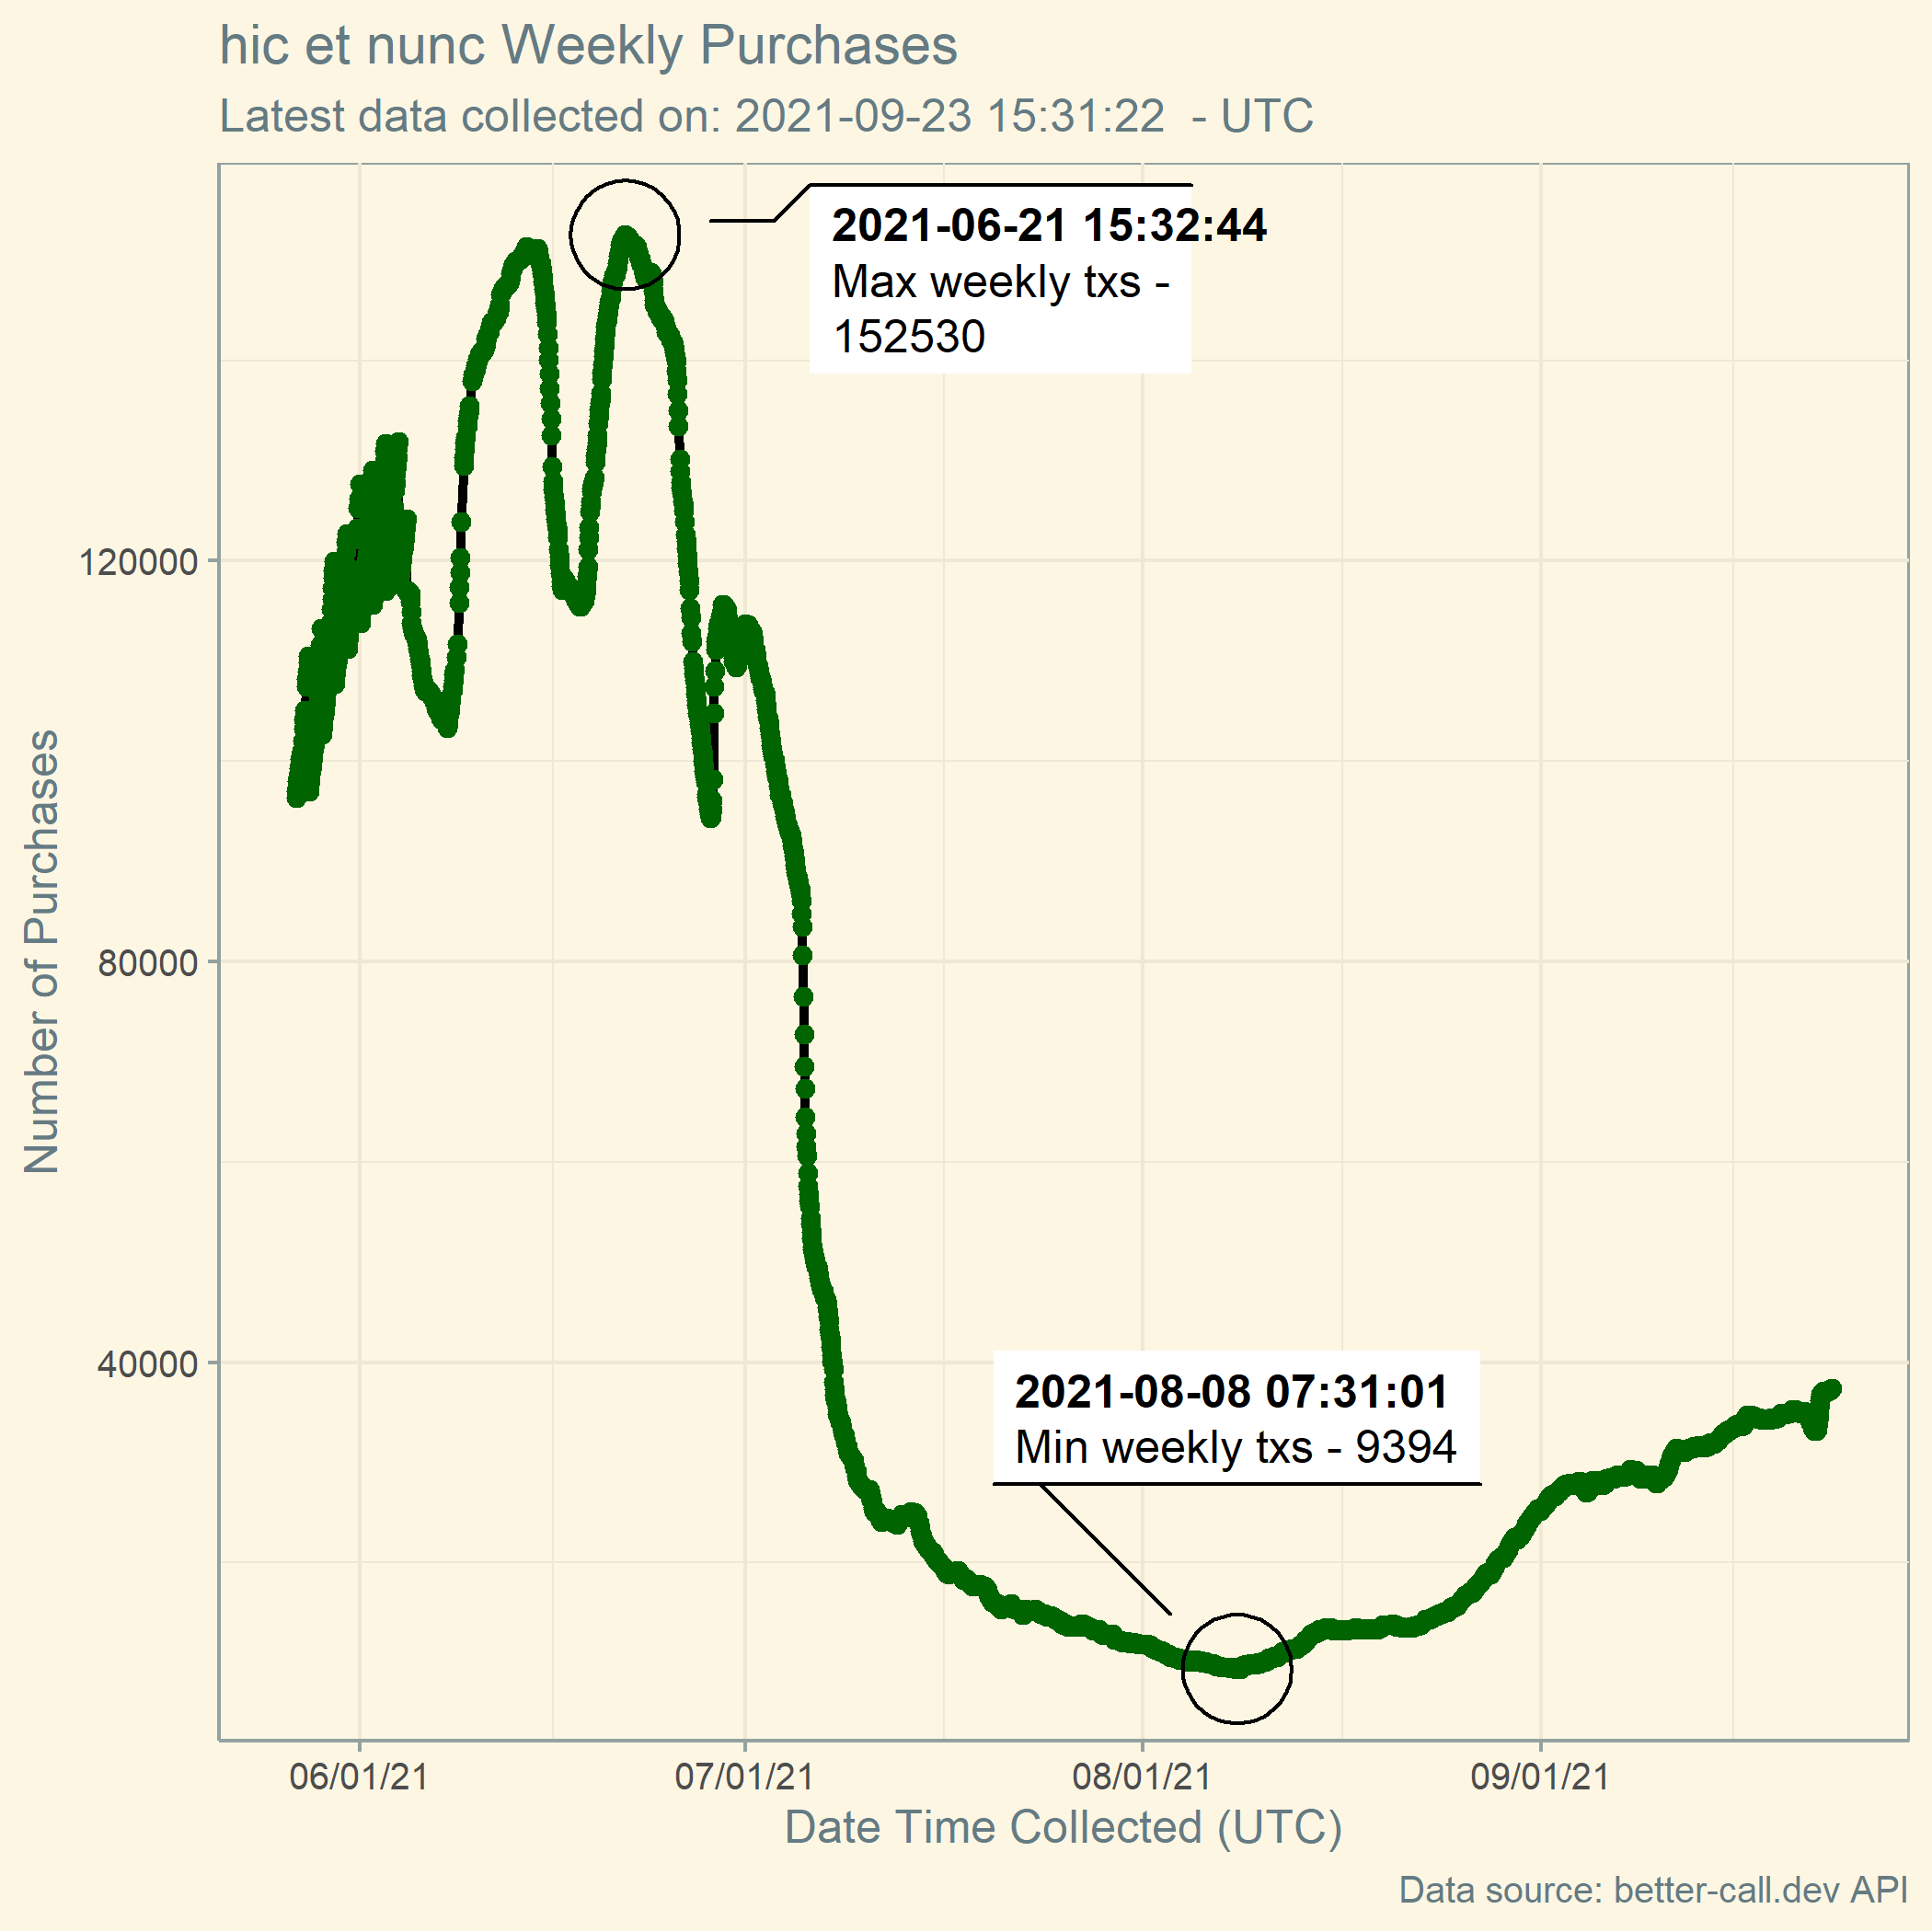 hic et nunc Weekly Purchases
Latest data collected on: 2021-09-23 15:31:22  - UTC
2021-06-21 15:32:44
Max weekly txs -
152530
120000
80000
40000
Number of Purchases
2021-08-08 07:31:01
Min weekly txs - 9394
06/01/21 07/01/21 08/01/21 09/01/21
Date Time Collected (UTC)
Data source: better-call.dev API